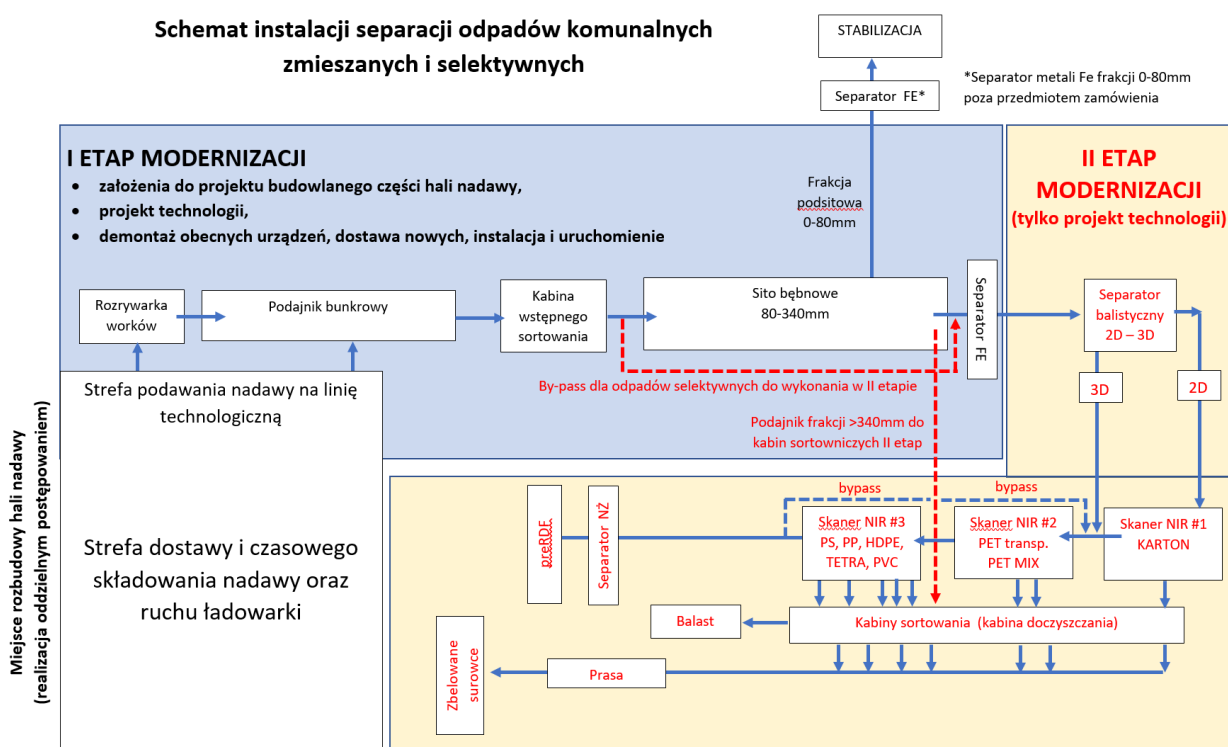 Schemat instalacji separacji odpadów komunalnych
zmieszanych i selektywnych
STABILIZACJA
Separator FE*
*Separator metali Fe frakcji 0-80mm
poza przedmiotem zamówienia
I ETAP MODERNIZACJI
• założenia do projektu budowlanego części hali nadawy,
• projekt technologii,
• demontaż obecnych urządzeń, dostawa nowych, instalacja i uruchomienie
Frakcja
podsitowa
0-80mm
II ETAP
MODERNIZACJI
(tylko projekt technologii)
Rozrywarka
worków
Podajnik bunkrowy
Kabina
wstępnego
sortowania
Sito bębnowe
80-340mm
Separator FE
Separator
balistyczny
2D – 3D
By-pass dla odpadów selektywnych do wykonania w II etapie
3D
2D
Strefa podawania nadawy na linię
technologiczną
Podajnik frakcji >340mm do
kabin sortowniczych II etap
Miejsce rozbudowy hali nadawy
(realizacja oddzielnym postępowaniem)
Strefa dostawy i czasowego
składowania nadawy oraz
ruchu ładowarki
bypass
bypass
preRDF
Separator NŻ
Skaner NIR #3
PS, PP, HDPE,
TETRA, PVC
Skaner NIR #2
PET transp.
PET MIX
Skaner NIR #1
KARTON
Balast
Kabiny sortowania (kabina doczyszczania)
Zbelowane
surowce
Prasa